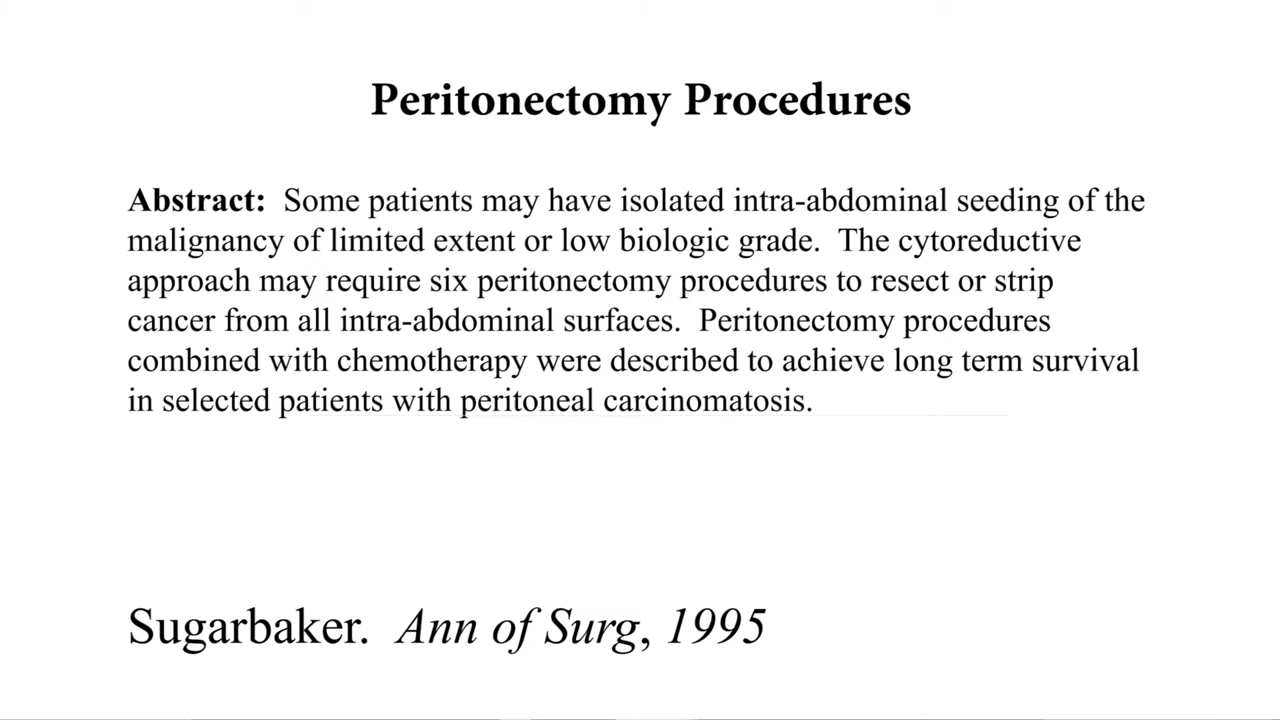 Peritonectomy Procedures
Abstract: Some patients may have isolated intra-abdominal seeding of the
malignancy of limited extent or low biologic grade. The cytoreductive
approach may require six peritonectomy procedures to resect or strip
cancer from all intra-abdominal surfaces. Peritonectomy procedures
combined with chemotherapy were described to achieve long term survival
in selected patients with peritoneal carcinomatosis.
Sugarbaker. Ann of Surg, 1995